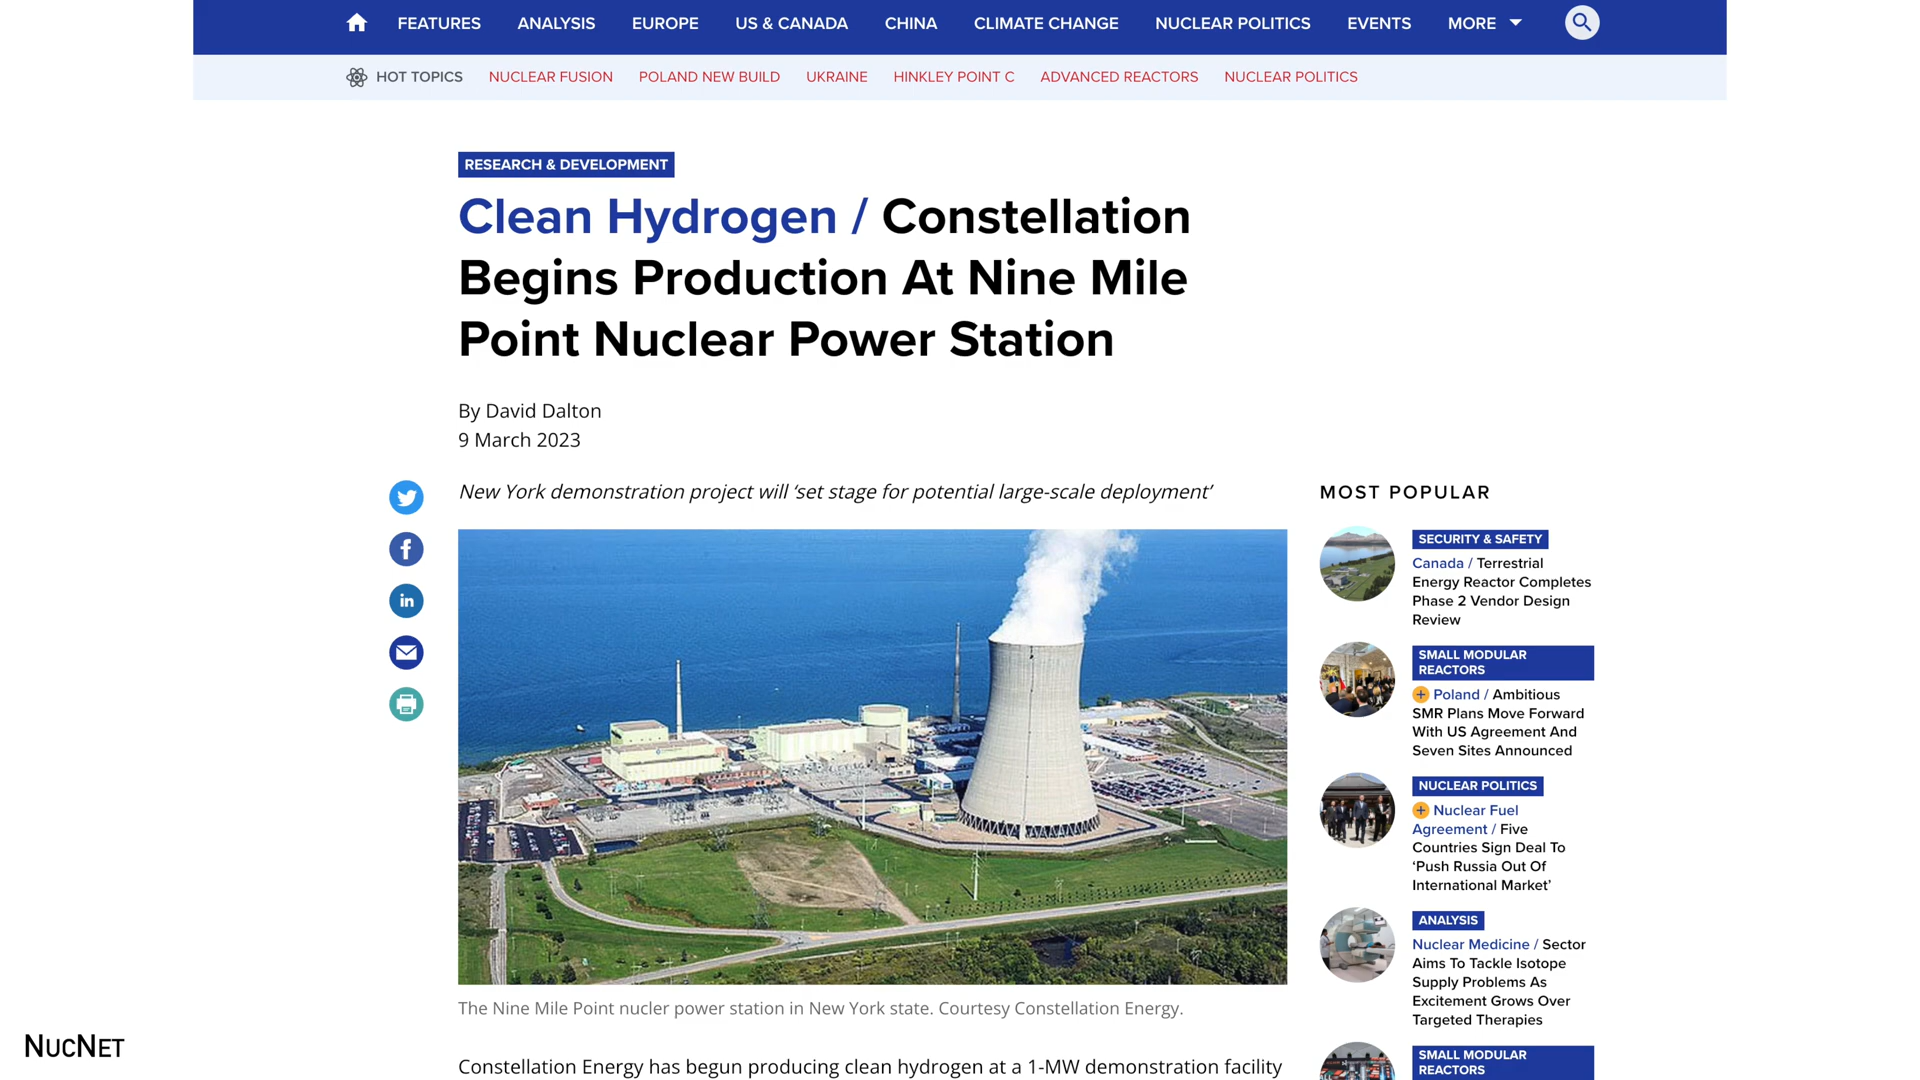 FEATURES ANALYSIS EUROPE US & CANADA CHINA CLIMATE CHANGE NUCLEAR POLITICS EVENTS MORE
HOT TOPICS NUCLEAR FUSION POLAND NEW BUILD UKRAINE HINKLEY POINT C ADVANCED REACTORS NUCLEAR POLITICS
RESEARCH & DEVELOPMENT
Clean Hydrogen / Constellation
Begins Production At Nine Mile
Point Nuclear Power Station
By David Dalton
9 March 2023
New York demonstration project will ‘set stage for potential large-scale deployment’
The Nine Mile Point nucler power station in New York state. Courtesy Constellation Energy.
Constellation Energy has begun producing clean hydrogen at a 1-MW demonstration facility
MOST POPULAR
SECURITY & SAFETY
Canada / Terrestrial
Energy Reactor Completes
Phase 2 Vendor Design
Review
SMALL MODULAR
REACTORS
Poland / Ambitious
SMR Plans Move Forward
With US Agreement And
Seven Sites Announced
NUCLEAR POLITICS
Nuclear Fuel
Agreement / Five
Countries Sign Deal To
‘Push Russia Out Of
International Market’
ANALYSIS
Nuclear Medicine / Sector
Aims To Tackle Isotope
Supply Problems As
Excitement Grows Over
Targeted Therapies
SMALL MODULAR
REACTORS
NUCNET